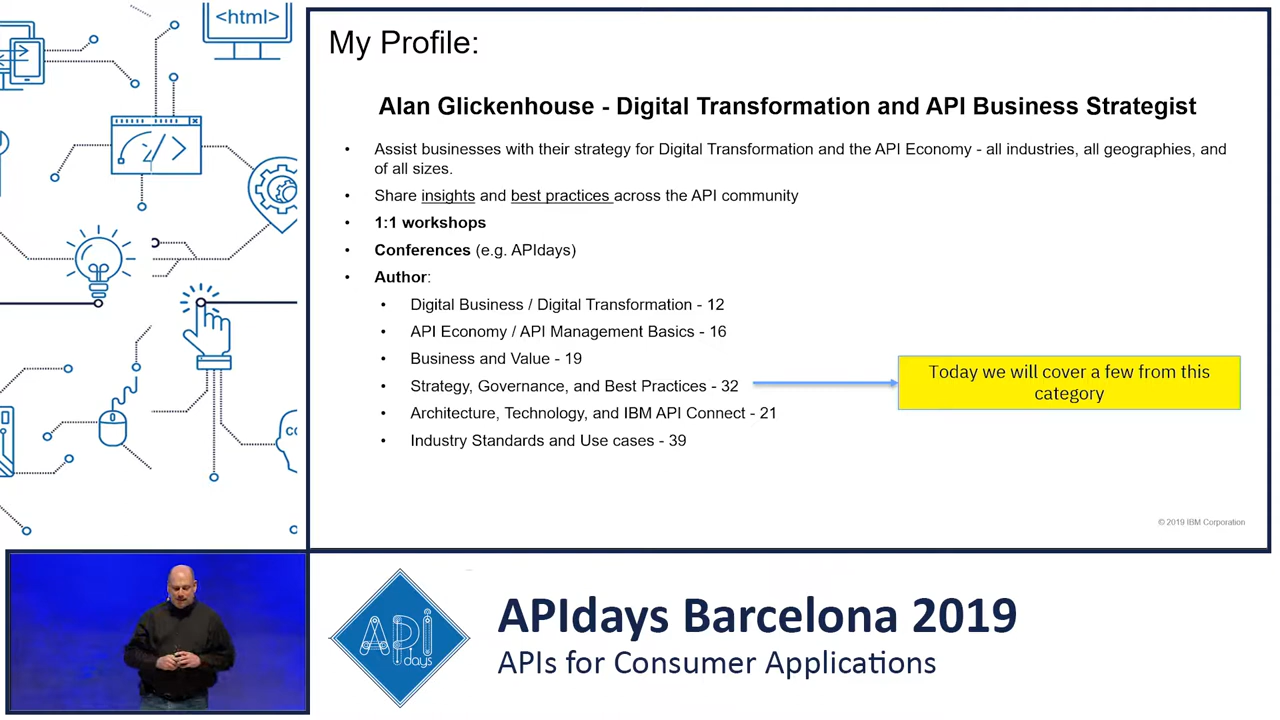 <html>
My Profile:
Alan Glickenhouse - Digital Transformation and API Business Strategist
• Assist businesses with their strategy for Digital Transformation and the API Economy - all industries, all geographies, and
of all sizes.
• Share insights and best practices across the API community
• 1:1 workshops
• Conferences (e.g. APIdays)
• Author:
• Digital Business / Digital Transformation - 12
• API Economy / API Management Basics - 16
• Business and Value - 19
• Strategy, Governance, and Best Practices - 32
Today we will cover a few from this
category
• Architecture, Technology, and IBM API Connect - 21
• Industry Standards and Use cases - 39
</>
CO
© 2019 IBM Corporation
API
days
APIdays Barcelona 2019
APIs for Consumer Applications